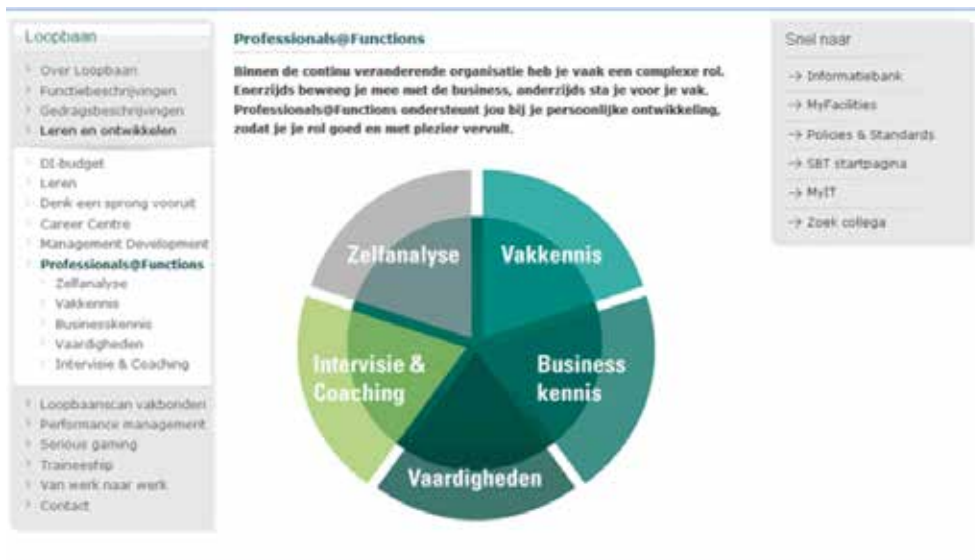 Loopbaan
Over Loopbaan
Functiebeschrijvingen
Gedragsbeschrijvingen
Leren en ontwikkelen
DI-budget
Leren
Denk een sprong vooruit
Career Centre
Management Development
Professionals@Functions
Zelfanalyse
Vakkennis
Businesskennis
Vaardigheden
Intervisie & Coaching
Loopbaanscan vakbonden
Performance management
Serious gaming
Traineeship
Van werk naar werk
Contact
Professionals@Functions
Binnen de continu veranderende organisatie heb je vaak een complexe rol.
Enerzijds beweeg je mee met de business, anderzijds sta je voor je vak.
Professionals@Functions ondersteunt jou bij je persoonlijke ontwikkeling,
zodat je je rol goed en met plezier vervult.
Zelfanalyse
Vakkennis
Intervisie &
Coaching
Business
kennis
Vaardigheden
Snel naar
→ Informatiebank
→ MyFacilities
→ Policies & Standards
→ SBT startpagina
→ MyIT
→ Zoek collega